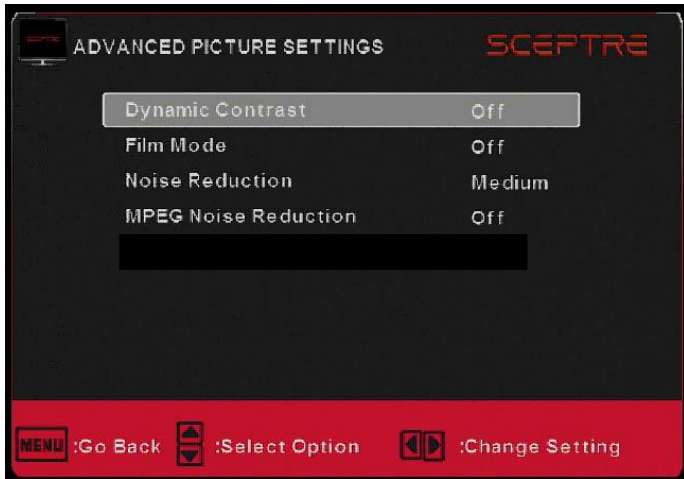 ADVANCED PICTURE SETTINGS
SCEPTRE
Dynamic Contrast Off
Film Mode Off
Noise Reduction Medium
MPEG Noise Reduction Off
MENU :Go Back :Select Option :Change Setting